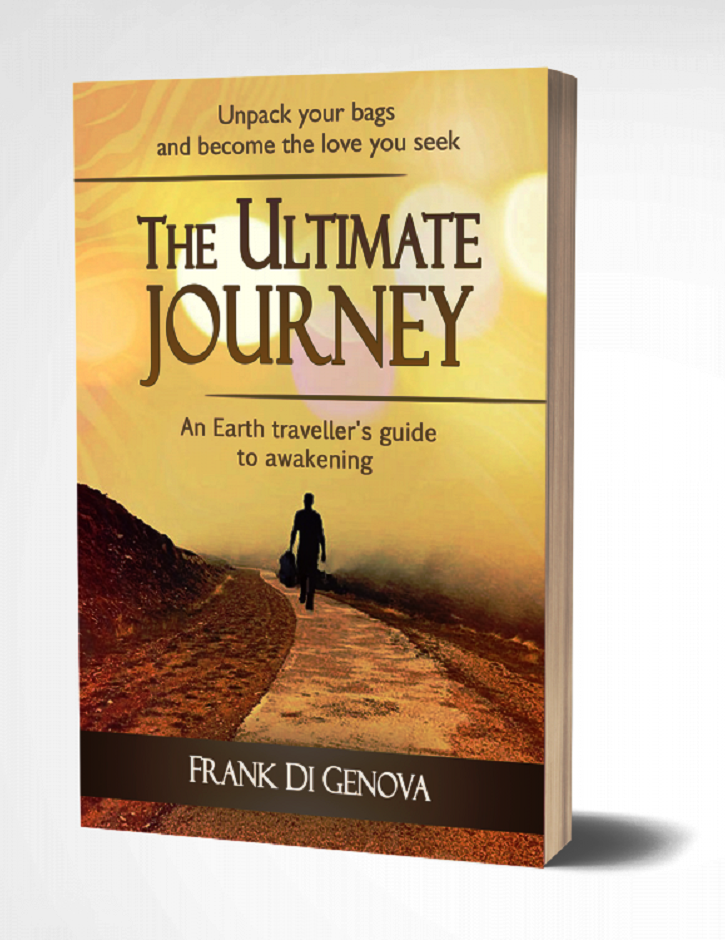 Unpack your bags
and become the love you seek
THE ULTIMATE
JOURNEY
An Earth traveller's guide
to awakening
FRANK DI GENOVA